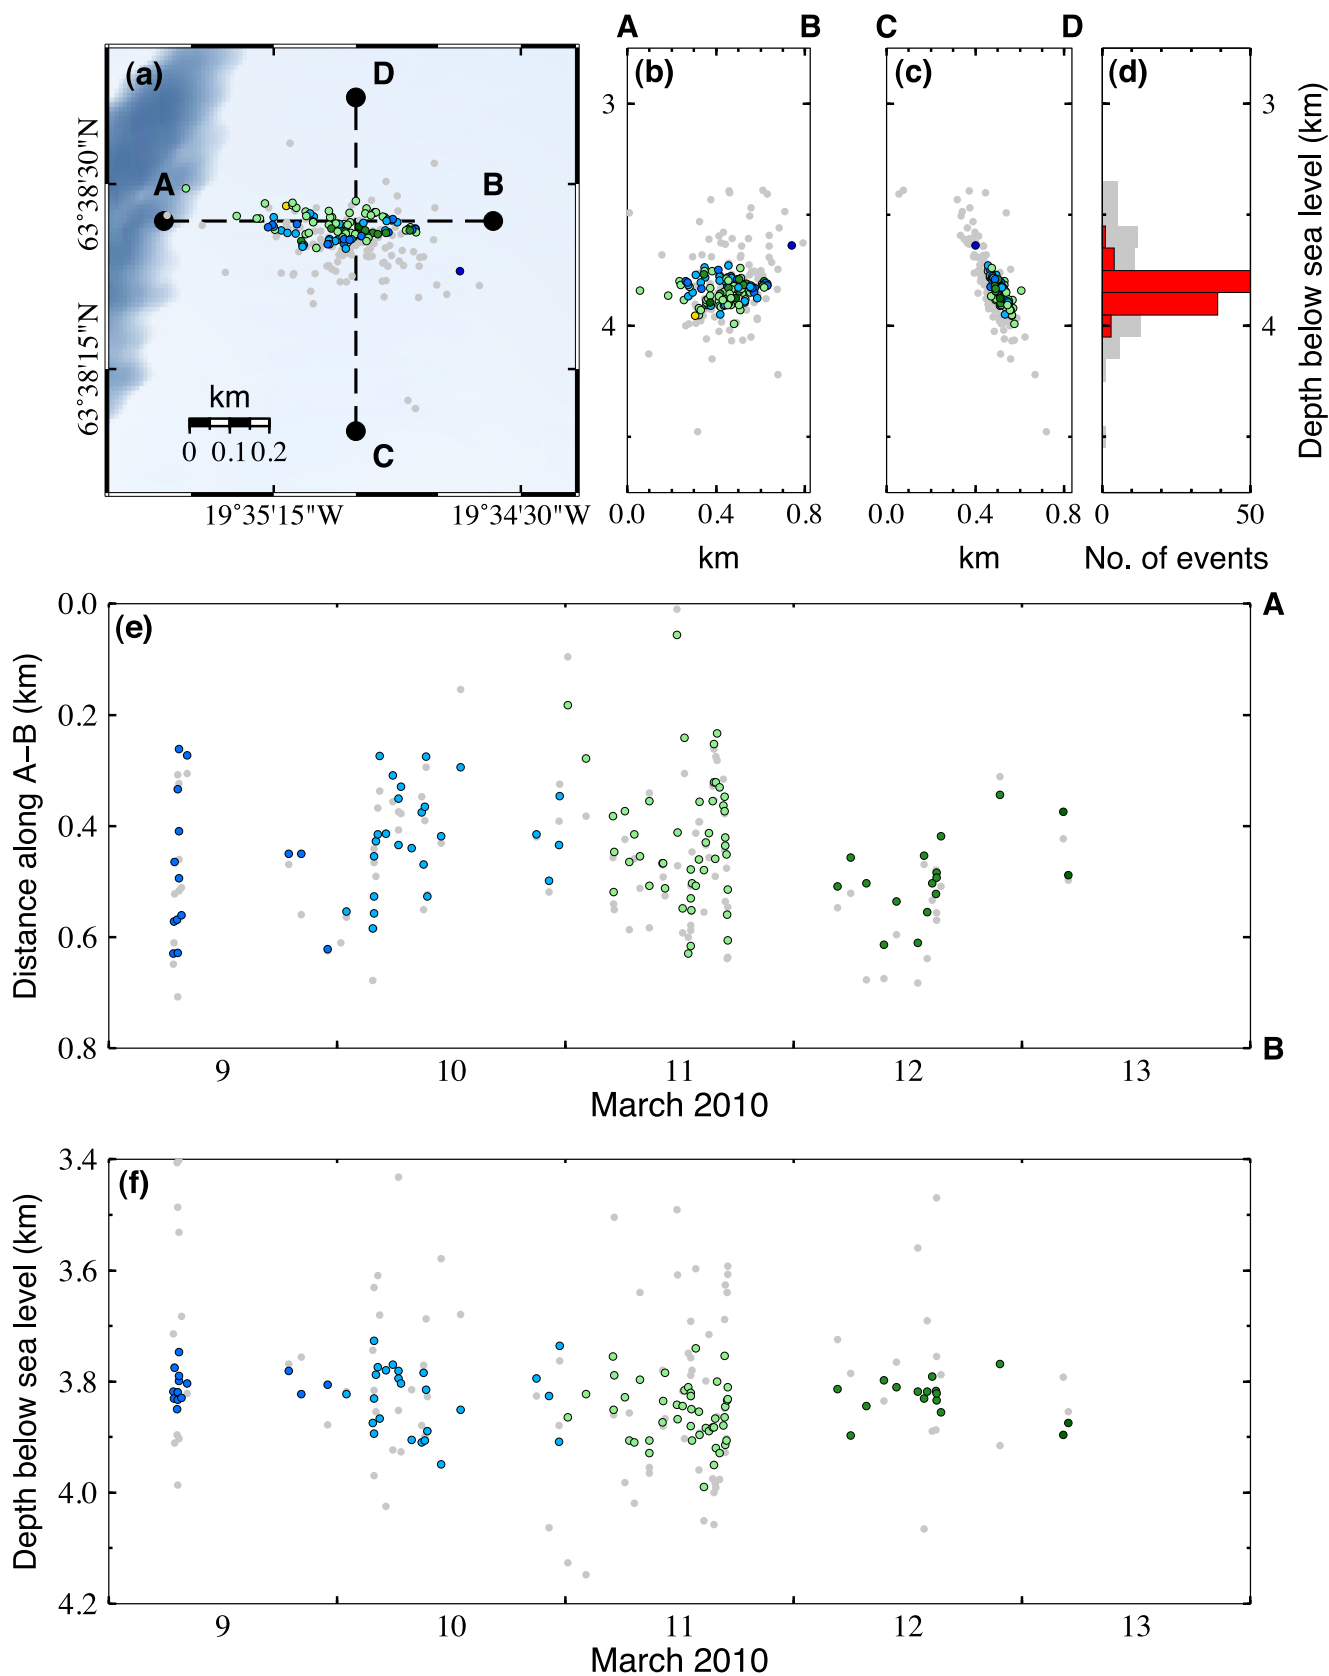 A B C D
(a) D
A B
C
63°38'30"N
63°38'15"N
km
0 0.1 0.2
19°35'15"W 19°34'30"W
(b)
3
4
0.0 0.4 0.8
km
(c)
0.0 0.4 0.8
km
(d)
3
4
Depth below sea level (km)
0 50
No. of events
(e)
A
B
0.0
0.2
0.4
0.6
0.8
Distance along A–B (km)
9 10 11 12 13
March 2010
(f)
3.4
3.6
3.8
4.0
4.2
Depth below sea level (km)
9 10 11 12 13
March 2010